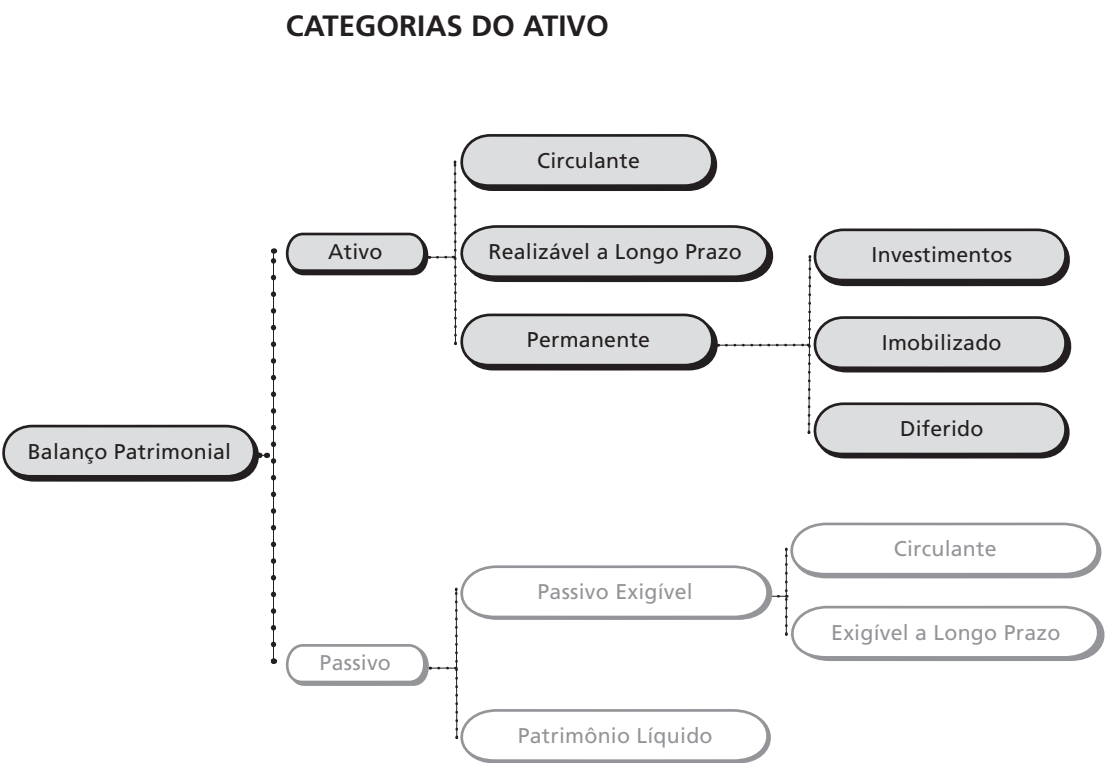 CATEGORIAS DO ATIVO
Circulante
Ativo
Realizável a Longo Prazo
Investimentos
Permanente
Imobilizado
Diferido
Balanço Patrimonial
Circulante
Passivo Exigível
Exigível a Longo Prazo
Passivo
Patrimônio Líquido